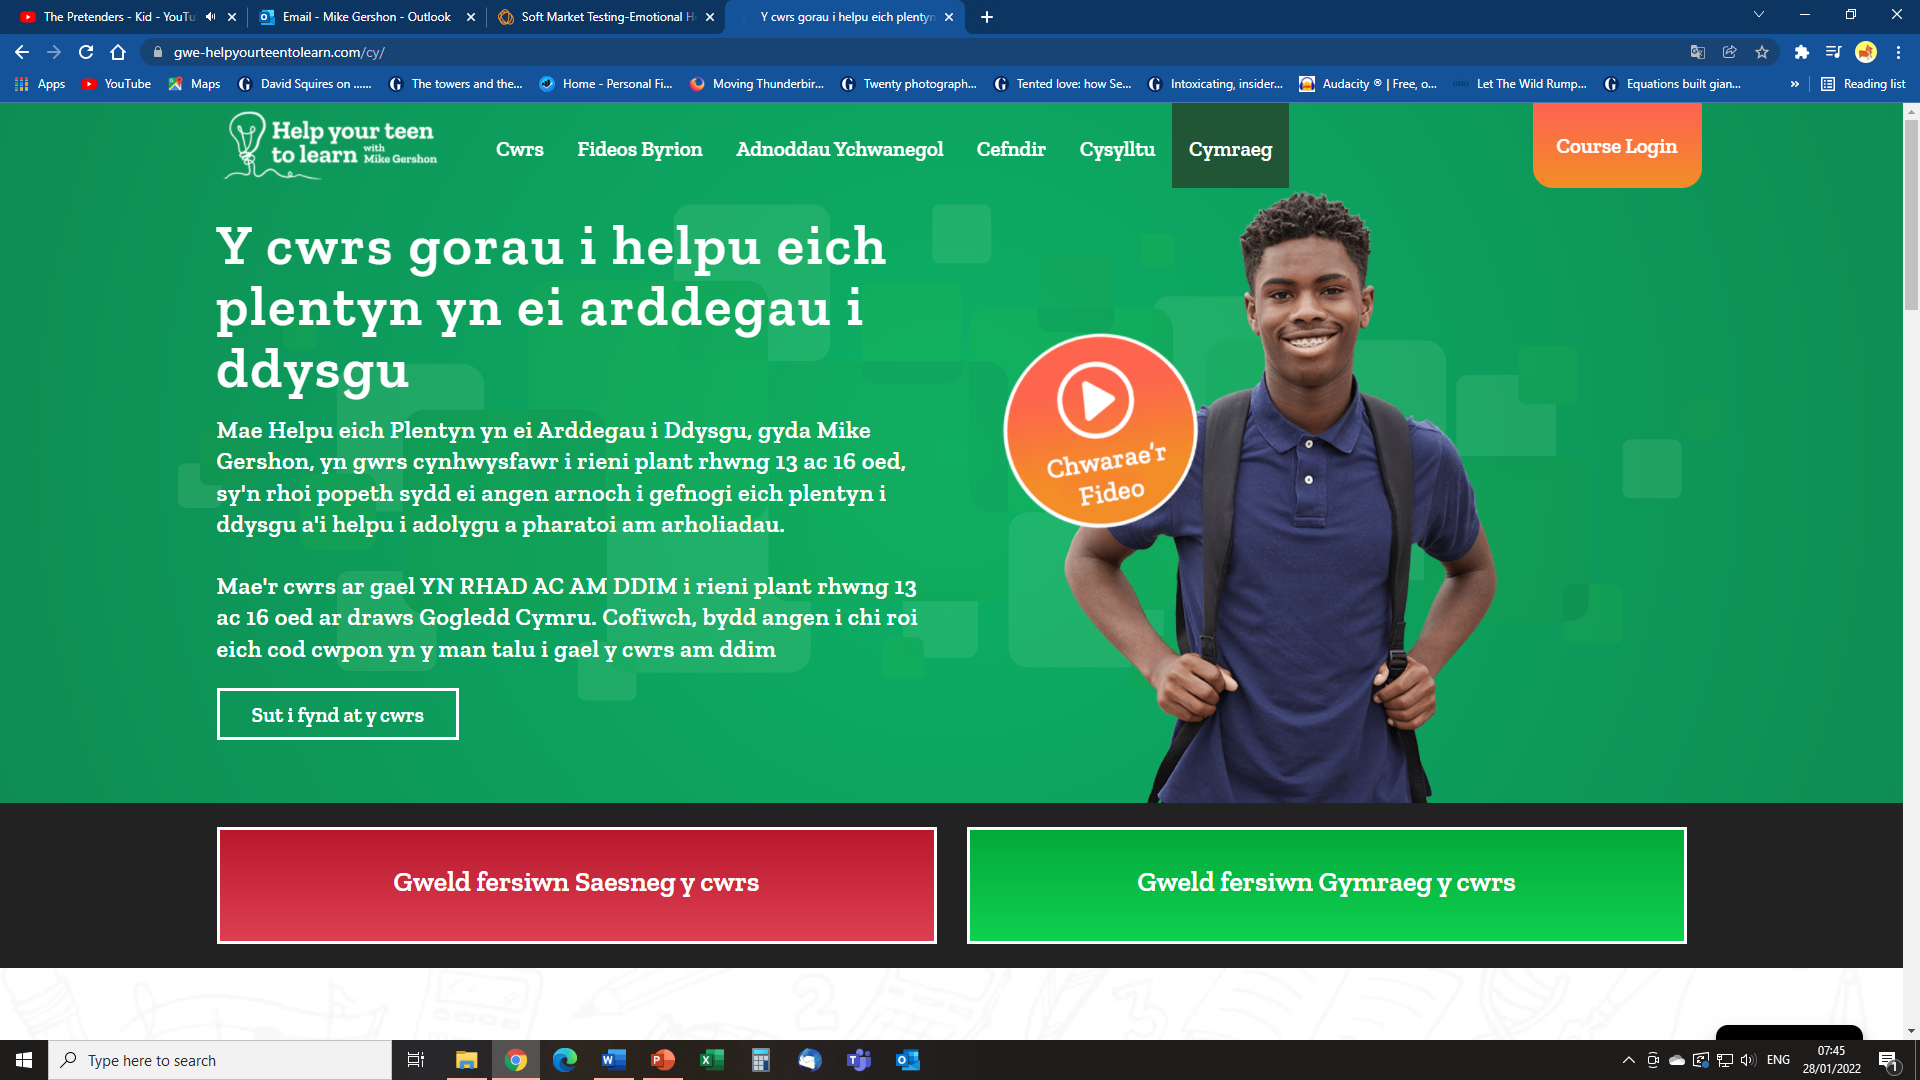 The Pretenders - Kid - YouTu
Email - Mike Gershon - Outlook
Soft Market Testing-Emotional H
Y cwrs gorau i helpu eich plentyn
gwe-helpyourteentolearn.com/cy/
Apps
YouTube
Maps
David Squires on ......
The towers and the...
Home - Personal Fi...
Moving Thunderbir...
Twenty photograph...
Tented love: how Se...
Intoxicating, insider...
Audacity ® | Free, o...
Let The Wild Rump...
Equations built gian...
Reading list
Help your teen
to learn with Mike Gershon
Cwrs
Fideos Byrion
Adnoddau Ychwanegol
Cefndir
Cysylltu
Cymraeg
Course Login
Y cwrs gorau i helpu eich
plentyn yn ei arddegau i
ddysgu
Mae Helpu eich Plentyn yn ei Arddegau i Ddysgu, gyda Mike
Gershon, yn gwrs cynhwysfawr i rieni plant rhwng 13 ac 16 oed,
sy'n rhoi popeth sydd ei angen arnoch i gefnogi eich plentyn i
ddysgu a'i helpu i adolygu a pharatoi am arholiadau.
Mae'r cwrs ar gael YN RHAD AC AM DDIM i rieni plant rhwng 13
ac 16 oed ar draws Gogledd Cymru. Cofiwch, bydd angen i chi roi
eich cod cwpon yn y man talu i gael y cwrs am ddim
Sut i fynd at y cwrs
Chwarae'r
Fideo
Gweld fersiwn Saesneg y cwrs
Gweld fersiwn Gymraeg y cwrs
Type here to search
ENG
07:45
28/01/2022
1